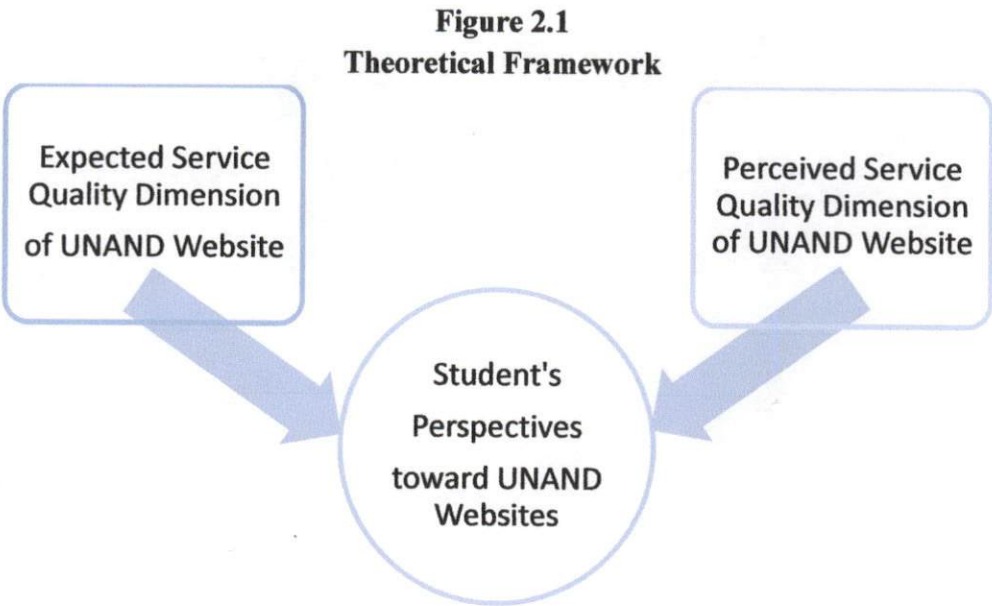 Figure 2.1
Theoretical Framework
Expected Service
Quality Dimension
of UNAND Website
Perceived Service
Quality Dimension
of UNAND Website
Student's
Perspectives
toward UNAND
Websites